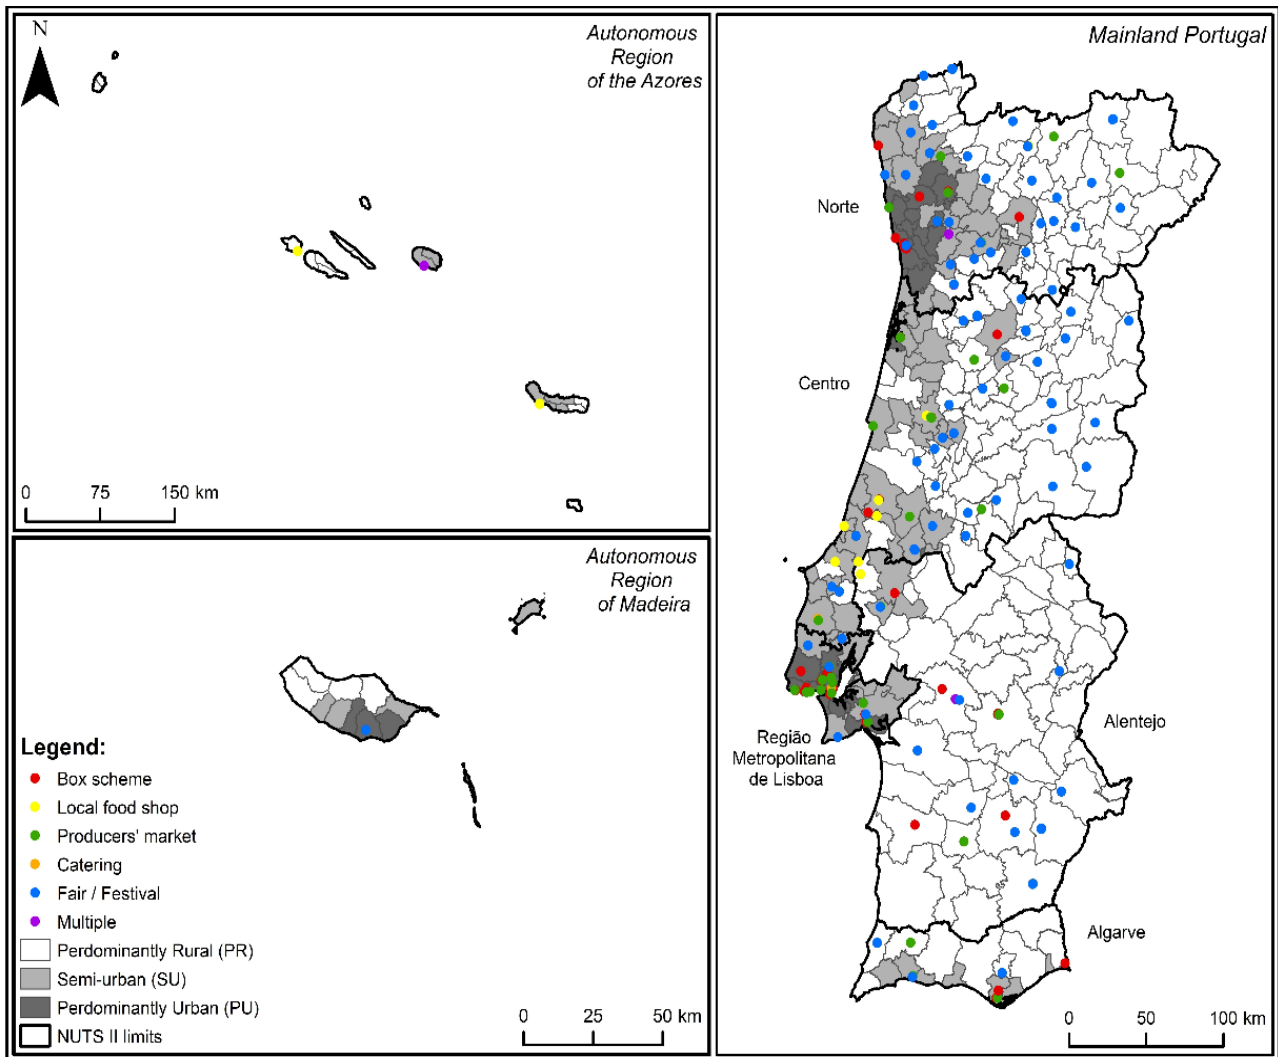 N
Autonomous
Region
of the Azores
0 75 150 km
Autonomous
Region
of Madeira
Legend:
Box scheme
Local food shop
Producers' market
Catering
Fair / Festival
Multiple
Perdominantly Rural (PR)
Semi-urban (SU)
Perdominantly Urban (PU)
NUTS II limits
0 25 50 km
Mainland Portugal
Norte
Centro
Região
Metropolitana
de Lisboa
Alentejo
Algarve
0 50 100 km